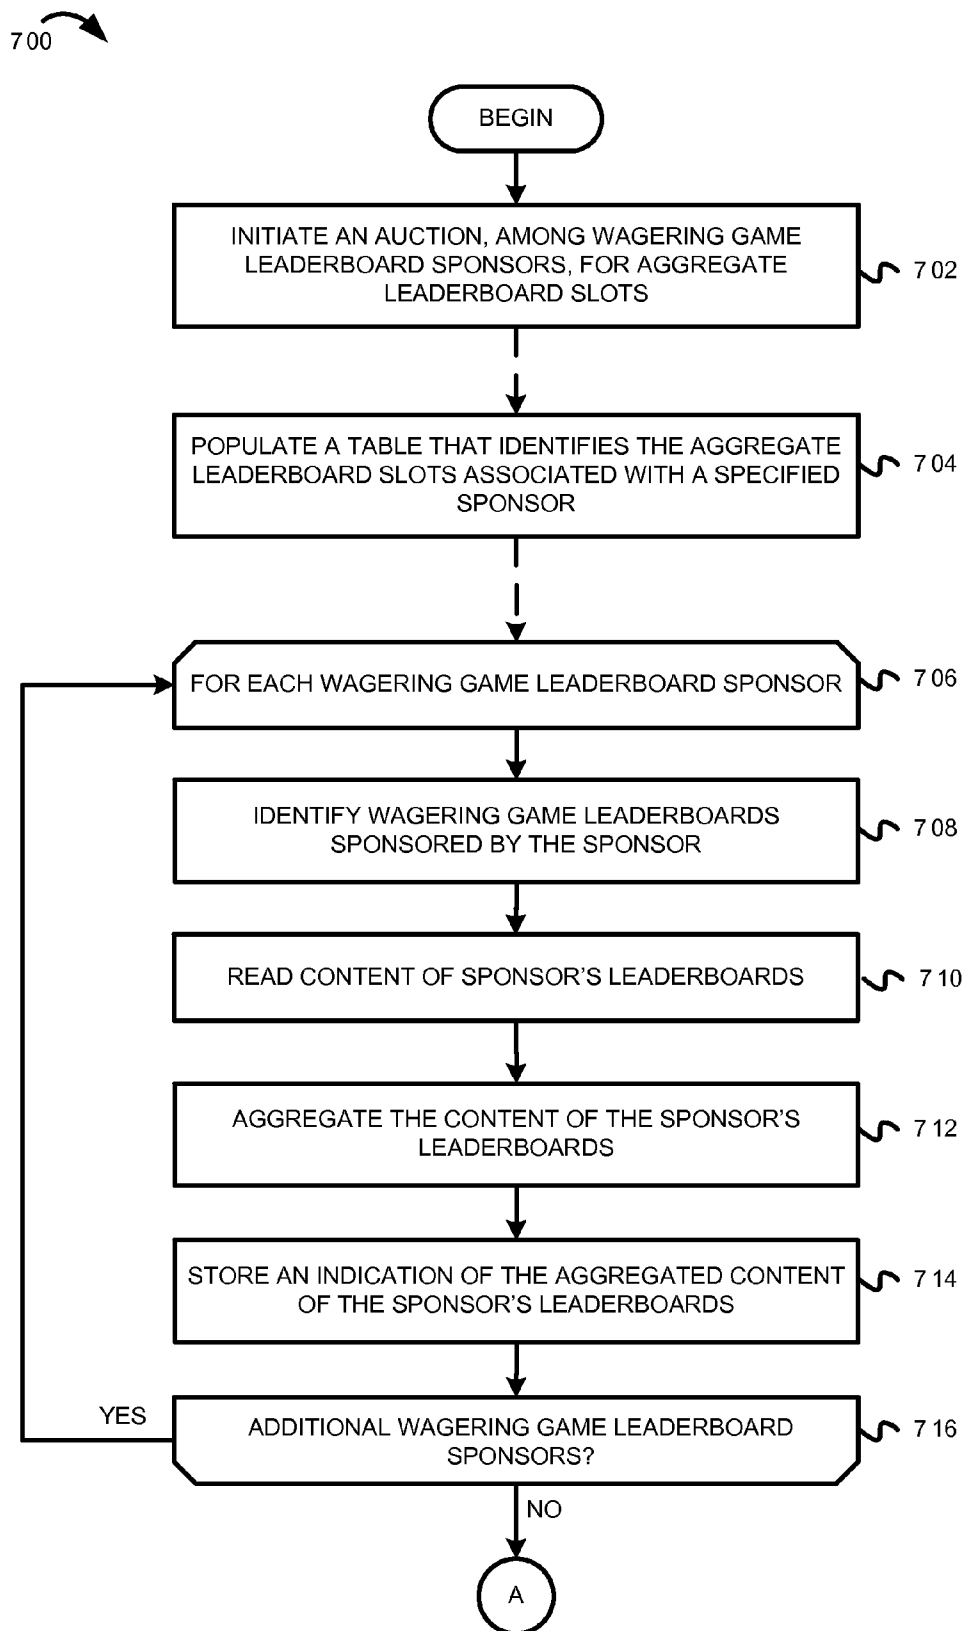 700
BEGIN
INITIATE AN AUCTION, AMONG WAGERING GAME
LEADERBOARD SPONSORS, FOR AGGREGATE
LEADERBOARD SLOTS
702
POPULATE A TABLE THAT IDENTIFIES THE AGGREGATE
LEADERBOARD SLOTS ASSOCIATED WITH A SPECIFIED
SPONSOR
704
FOR EACH WAGERING GAME LEADERBOARD SPONSOR
706
IDENTIFY WAGERING GAME LEADERBOARDS
SPONSORED BY THE SPONSOR
708
READ CONTENT OF SPONSOR'S LEADERBOARDS
710
AGGREGATE THE CONTENT OF THE SPONSOR'S
LEADERBOARDS
712
STORE AN INDICATION OF THE AGGREGATED CONTENT
OF THE SPONSOR'S LEADERBOARDS
714
YES
ADDITIONAL WAGERING GAME LEADERBOARD
SPONSORS?
716
NO
A